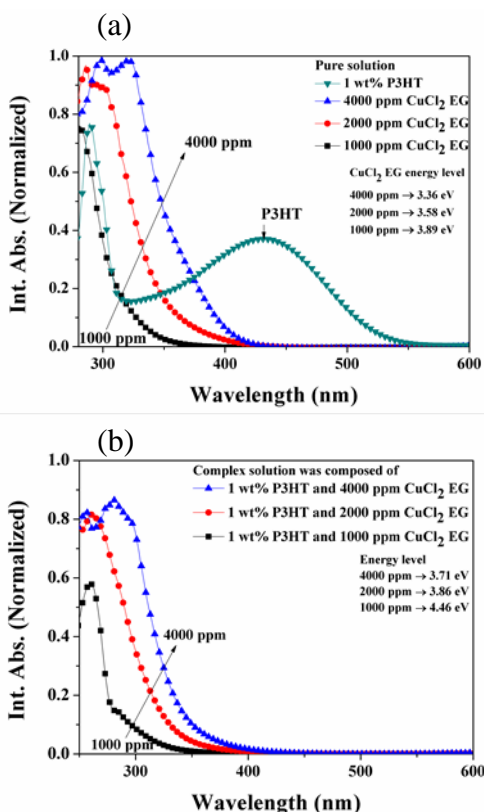 (a)
Pure solution
1 wt% P3HT
4000 ppm CuCl2 EG
2000 ppm CuCl2 EG
1000 ppm CuCl2 EG
CuCl2 EG energy level
4000 ppm → 3.36 eV
2000 ppm → 3.58 eV
1000 ppm → 3.89 eV
4000 ppm
P3HT
1000 ppm
Int. Abs. (Normalized)
1.0
0.8
0.6
0.4
0.2
0.0
300 400 500 600
Wavelength (nm)
(b)
Complex solution was composed of
1 wt% P3HT and 4000 ppm CuCl2 EG
1 wt% P3HT and 2000 ppm CuCl2 EG
1 wt% P3HT and 1000 ppm CuCl2 EG
Energy level
4000 ppm → 3.71 eV
2000 ppm → 3.86 eV
1000 ppm → 4.46 eV
4000 ppm
1000 ppm
Int. Abs. (Normalized)
1.0
0.8
0.6
0.4
0.2
0.0
300 400 500 600
Wavelength (nm)